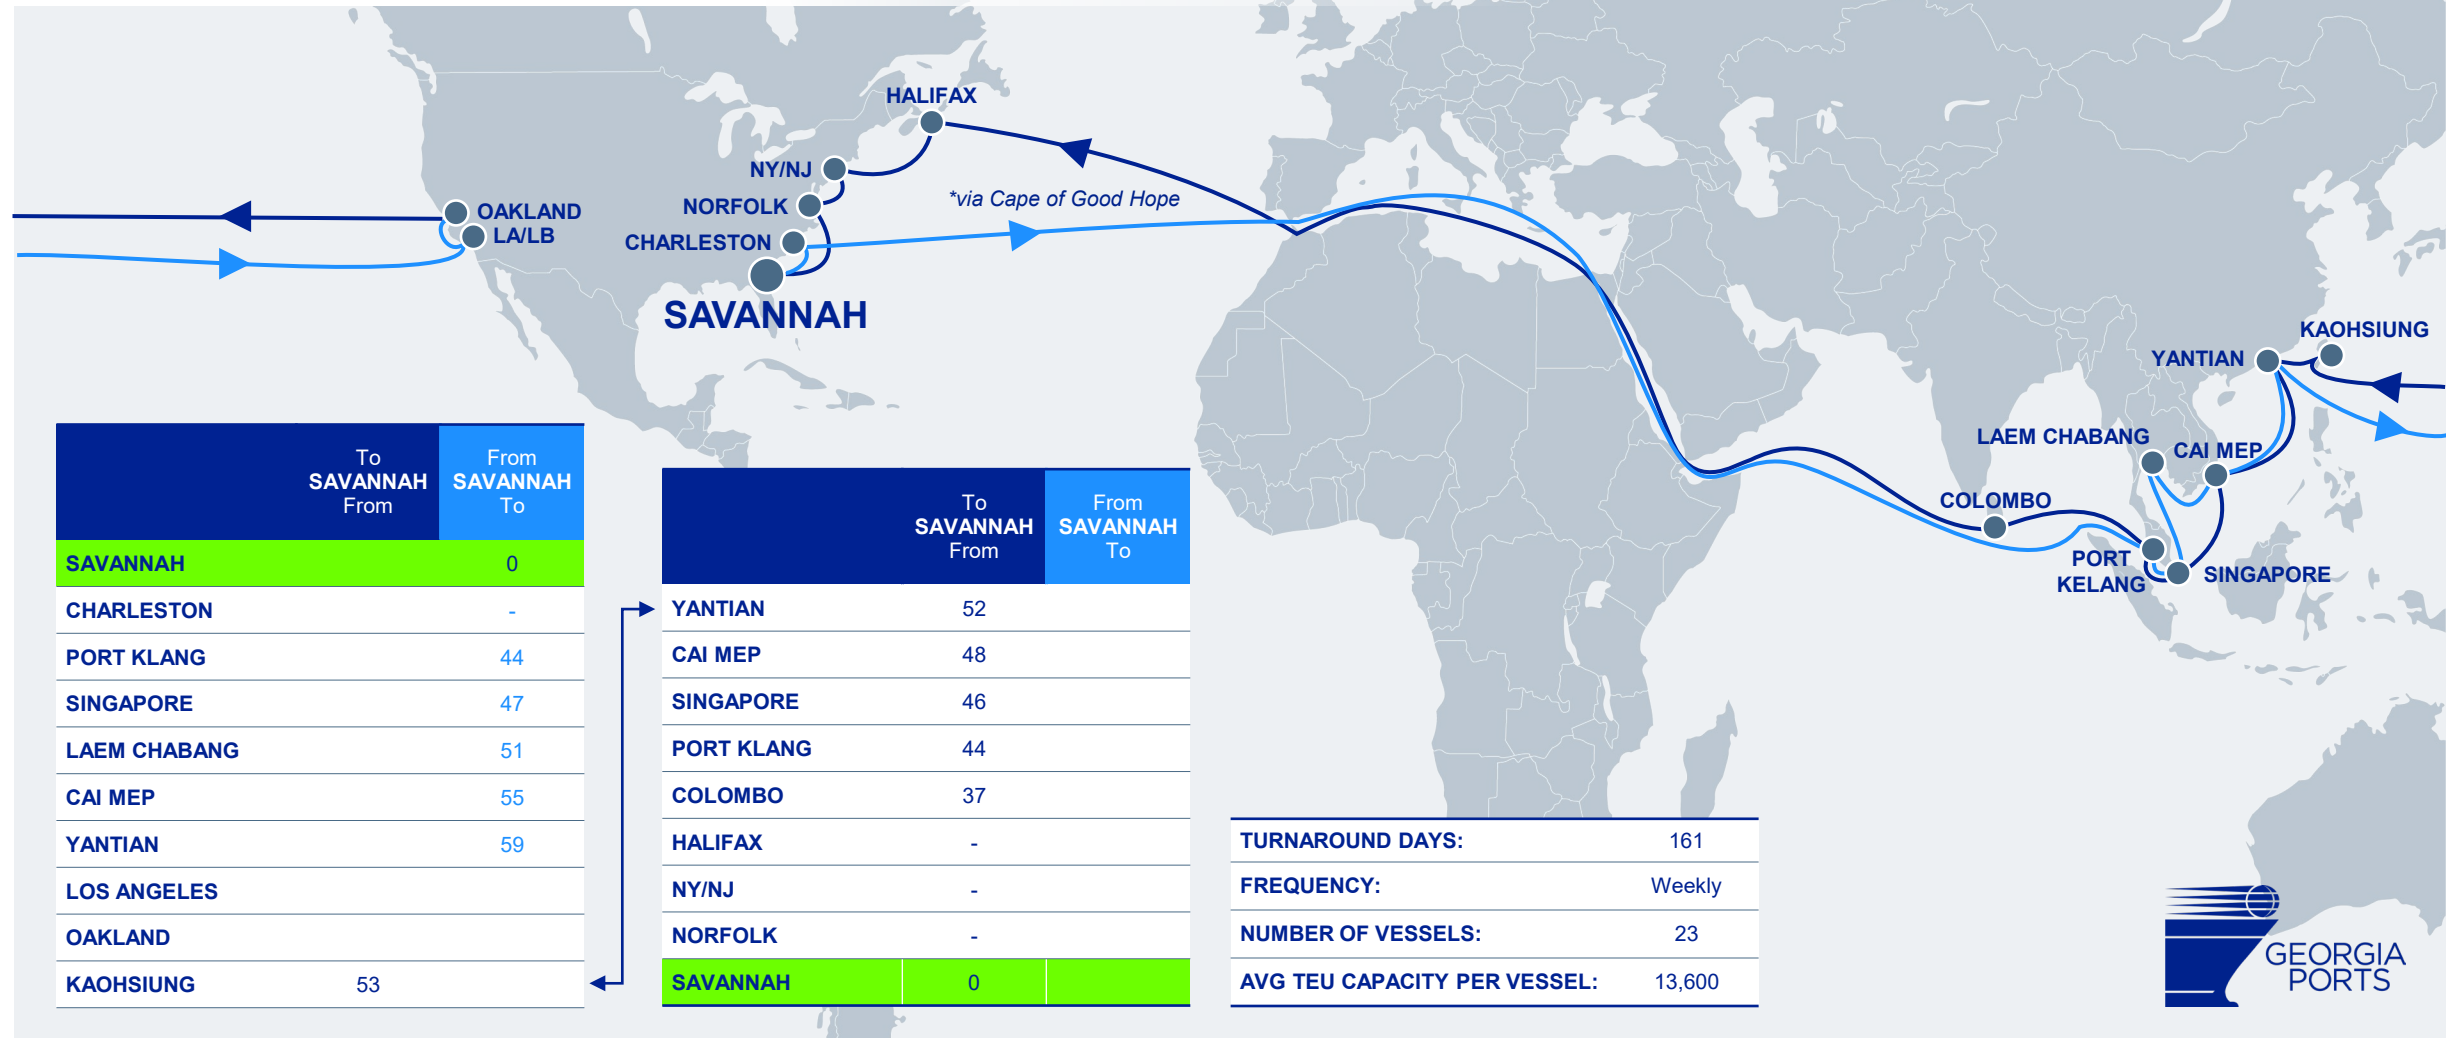 HALIFAX
NY/NJ
*via Cape of Good Hope
NORFOLK
OAKLAND
LA/LB
CHARLESTON
SAVANNAH
KAOHSIUNG
YANTIAN
LAEM CHABANG
CAI MEP
COLOMBO
PORT
KELANG
SINGAPORE
To
SAVANNAH
From
From
SAVANNAH
To
SAVANNAH 0
CHARLESTON -
PORT KLANG 44
SINGAPORE 47
LAEM CHABANG 51
CAI MEP 55
YANTIAN 59
LOS ANGELES
OAKLAND
KAOHSIUNG 53
To
SAVANNAH
From
From
SAVANNAH
To
YANTIAN 52
CAI MEP 48
SINGAPORE 46
PORT KLANG 44
COLOMBO 37
HALIFAX -
NY/NJ -
NORFOLK -
SAVANNAH 0
TURNAROUND DAYS: 161
FREQUENCY: Weekly
NUMBER OF VESSELS: 23
AVG TEU CAPACITY PER VESSEL: 13,600
GEORGIA
PORTS